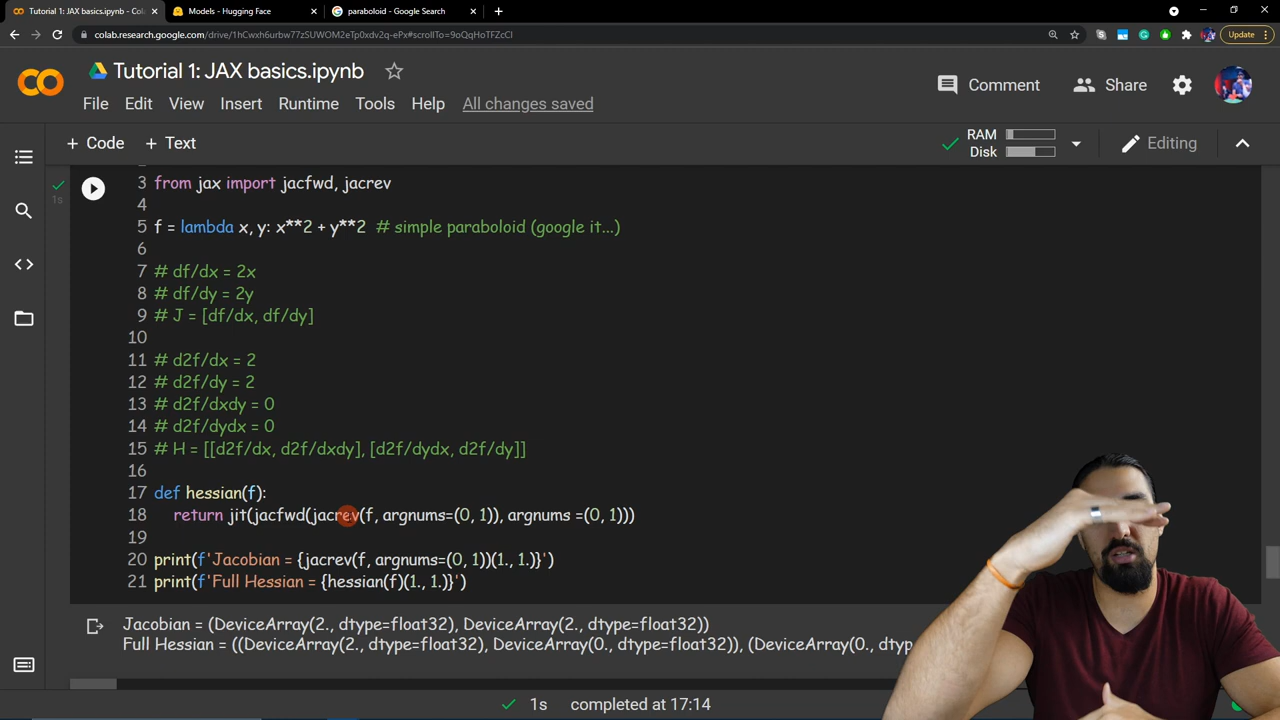 Tutorial 1: JAX basics.ipynb - Col
Models - Hugging Face
paraboloid - Google Search
colab.research.google.com/drive/1hCwxh6urbw77zSUWOM2eTp0xdv2q-ePx#scrollTo=9oQqHoTFZcCI
Update
Tutorial 1: JAX basics.ipynb
Comment
Share
File Edit View Insert Runtime Tools Help All changes saved
+ Code + Text
RAM
Disk
Editing
1s
3 from jax import jacfwd, jacrev
4
5 f = lambda x, y: x**2 + y**2 # simple paraboloid (google it...)
6
7 # df/dx = 2x
8 # df/dy = 2y
9 # J = [df/dx, df/dy]
10
11 # d2f/dx = 2
12 # d2f/dy = 2
13 # d2f/dxdy = 0
14 # d2f/dydx = 0
15 # H = [[d2f/dx, d2f/dxdy], [d2f/dydx, d2f/dy]]
16
17 def hessian(f):
18 return jit(jacfwd(jacrev(f, argnums=(0, 1)), argnums =(0, 1)))
19
20 print(f'Jacobian = {jacrev(f, argnums=(0, 1))(1., 1.)}')
21 print(f'Full Hessian = {hessian(f)(1., 1.)}')
Jacobian = (DeviceArray(2., dtype=float32), DeviceArray(2., dtype=float32))
Full Hessian = ((DeviceArray(2., dtype=float32), DeviceArray(0., dtype=float32)), (DeviceArray(0., dtyp
1s completed at 17:14